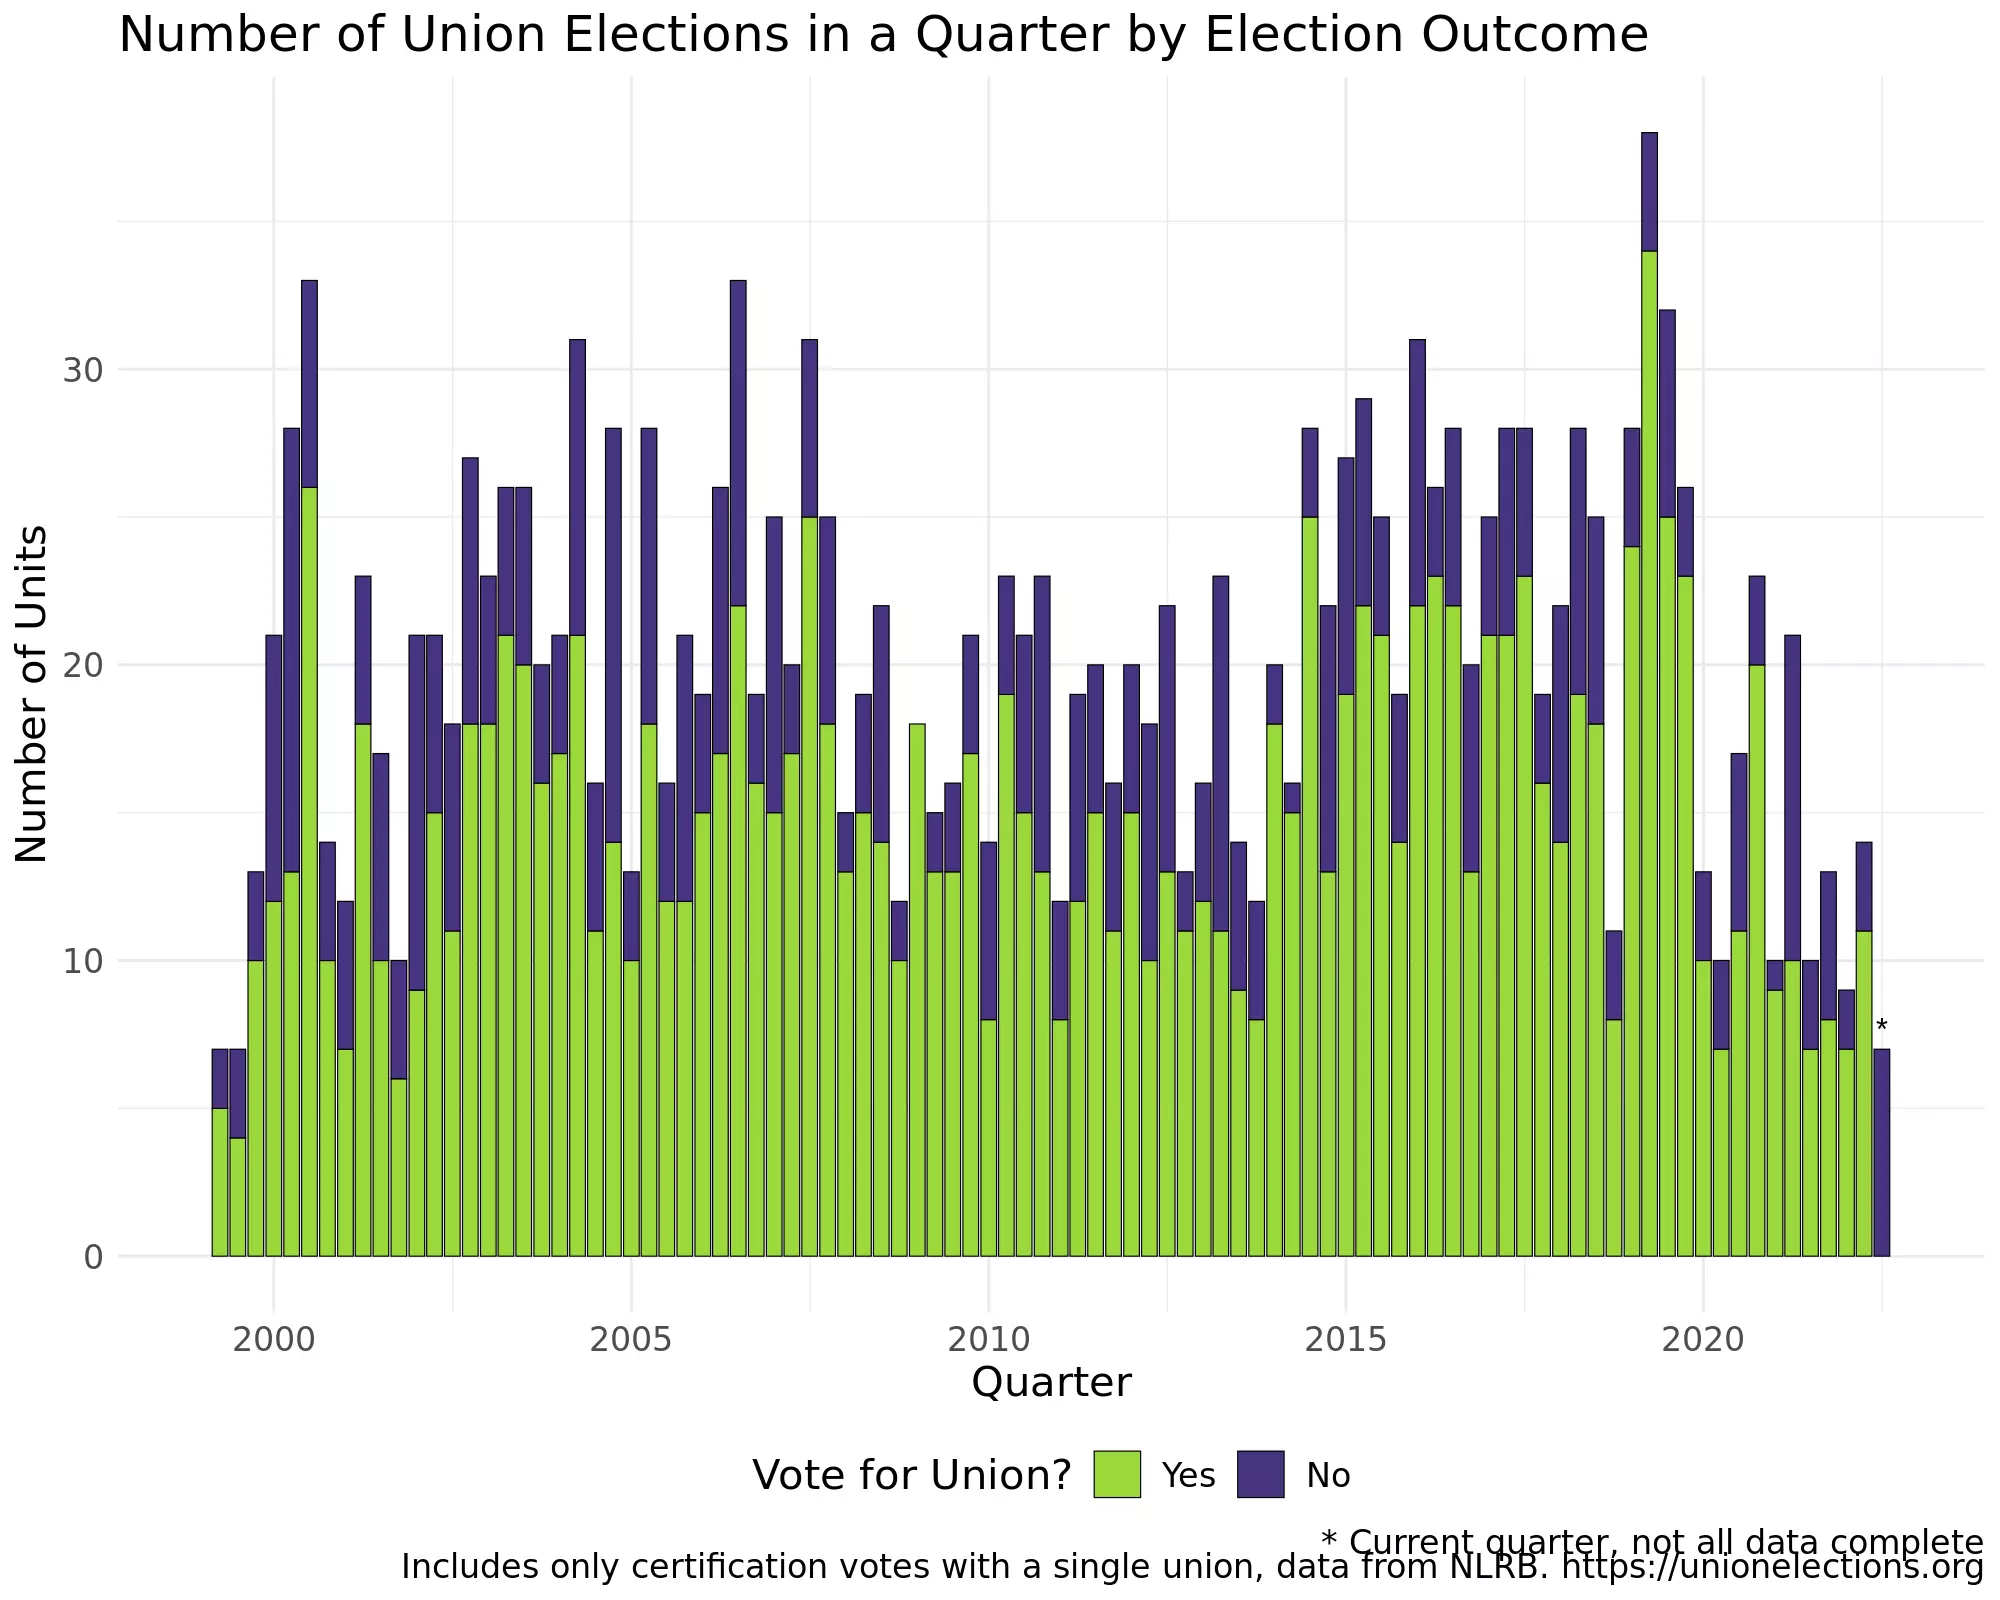 Number of Union Elections in a Quarter by Election Outcome
Number of Units
30
20
10
0
*
2000 2005 2010 2015 2020
Quarter
Vote for Union? Yes No
* Current quarter, not all data complete
Includes only certification votes with a single union, data from NLRB. https://unionelections.org